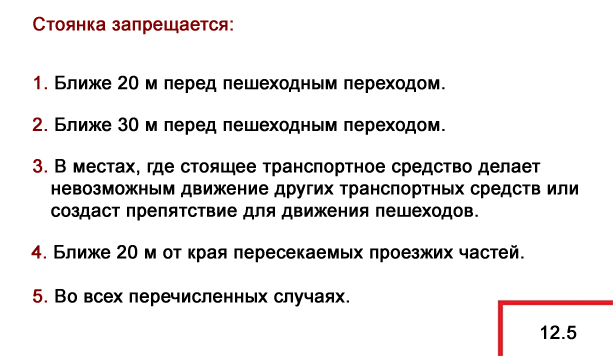 Стоянка запрещается:
1. Ближе 20 м перед пешеходным переходом.
2. Ближе 30 м перед пешеходным переходом.
3. В местах, где стоящее транспортное средство делает
невозможным движение других транспортных средств или
создаст препятствие для движения пешеходов.
4. Ближе 20 м от края пересекаемых проезжих частей.
5. Во всех перечисленных случаях.
12.5